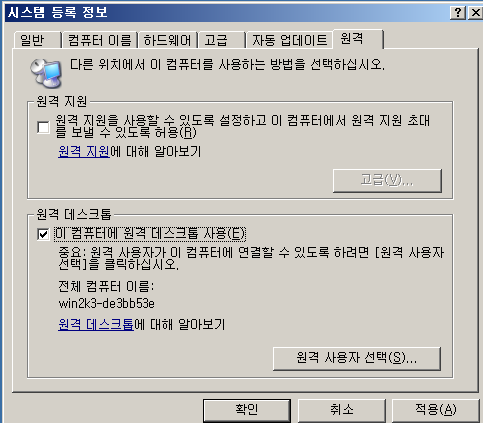 시스템 등록 정보
일반 컴퓨터 이름 하드웨어 고급 자동 업데이트 원격
다른 위치에서 이 컴퓨터를 사용하는 방법을 선택하십시오.
원격 지원
원격 지원을 사용할 수 있도록 설정하고 이 컴퓨터에서 원격 지원 초대
를 보낼 수 있도록 허용(R)
원격 지원에 대해 알아보기
고급(V)...
원격 데스크톱
이 컴퓨터에 원격 데스크톱 사용(E)
중요: 원격 사용자가 이 컴퓨터에 연결할 수 있도록 하려면 [원격 사용자
선택]을 클릭하십시오.
전체 컴퓨터 이름:
win2k3-de3bb53e
원격 데스크톱에 대해 알아보기
원격 사용자 선택(S)...
확인 취소 적용(A)